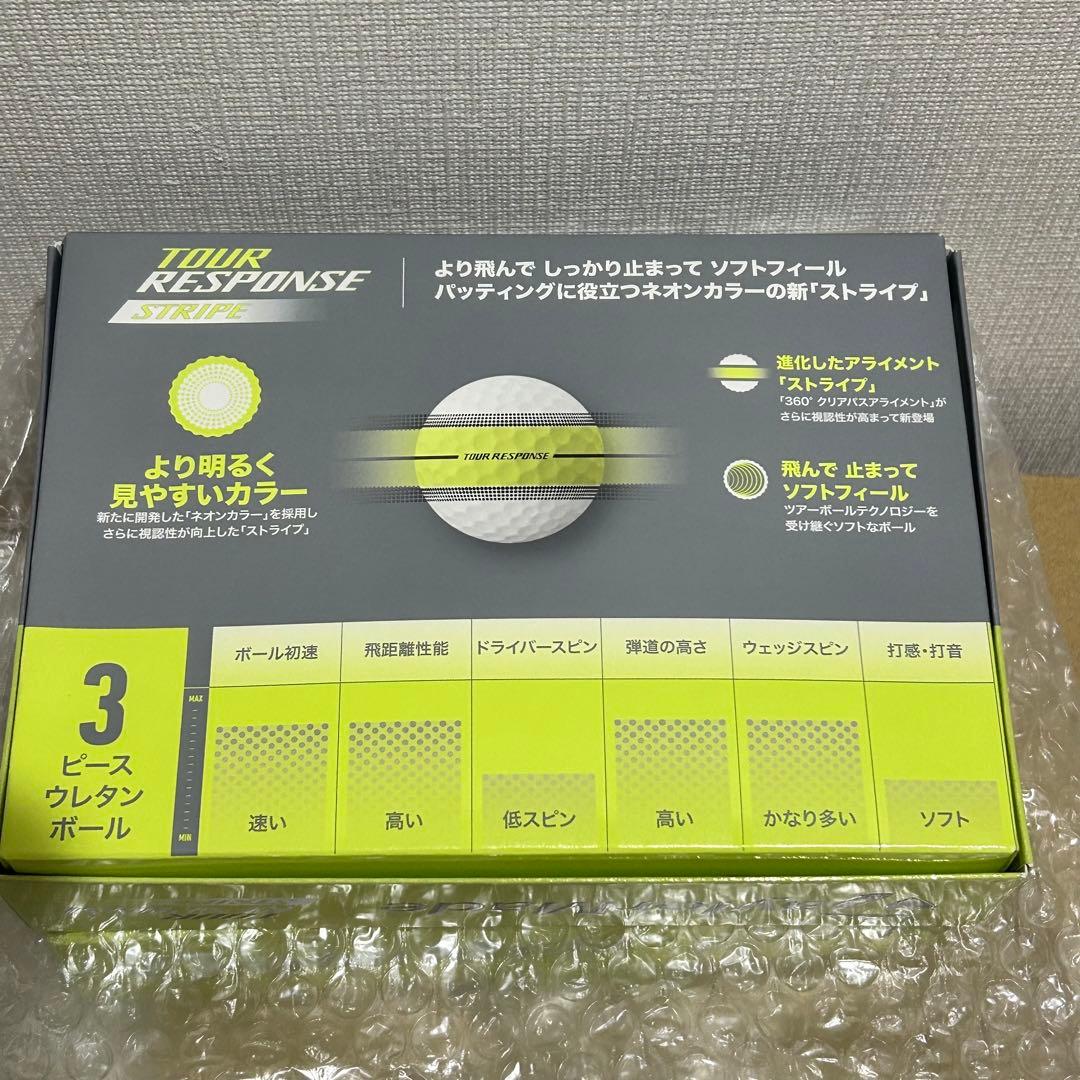 TOUR
RESPONSE
STRIPE
より飛んで しっかり止まって ソフトフィール
パッティングに役立つネオンカラーの新「ストライプ」
より明るく
見やすいカラー
新たに開発した「ネオンカラー」を採用し
さらに視認性が向上した「ストライプ」
TOUR RESPONSE
進化したアライメント
「ストライプ」
「360°クリアパスアライメント」が
さらに視認性が高まって新登場
飛んで 止まって
ソフトフィール
ツアーボールテクノロジーを
受け継ぐソフトなボール
3
ピース
ウレタン
ボール
MAX
MIN
ボール初速
飛距離性能
ドライバースピン
弾道の高さ
ウェッジスピン
打感・打音
速い
高い
低スピン
高い
かなり多い
ソフト